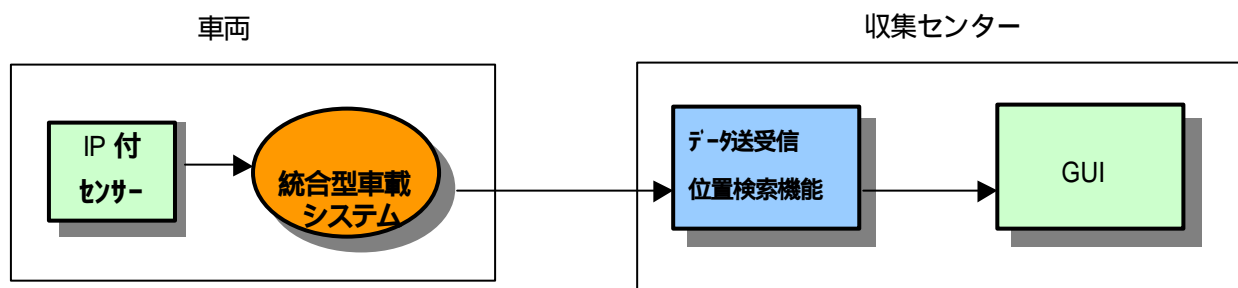 車両
収集センター
IP 付
ｾﾝｻｰ
統合型車載
システム
ﾃﾞｰﾀ送受信
位置検索機能
GUI